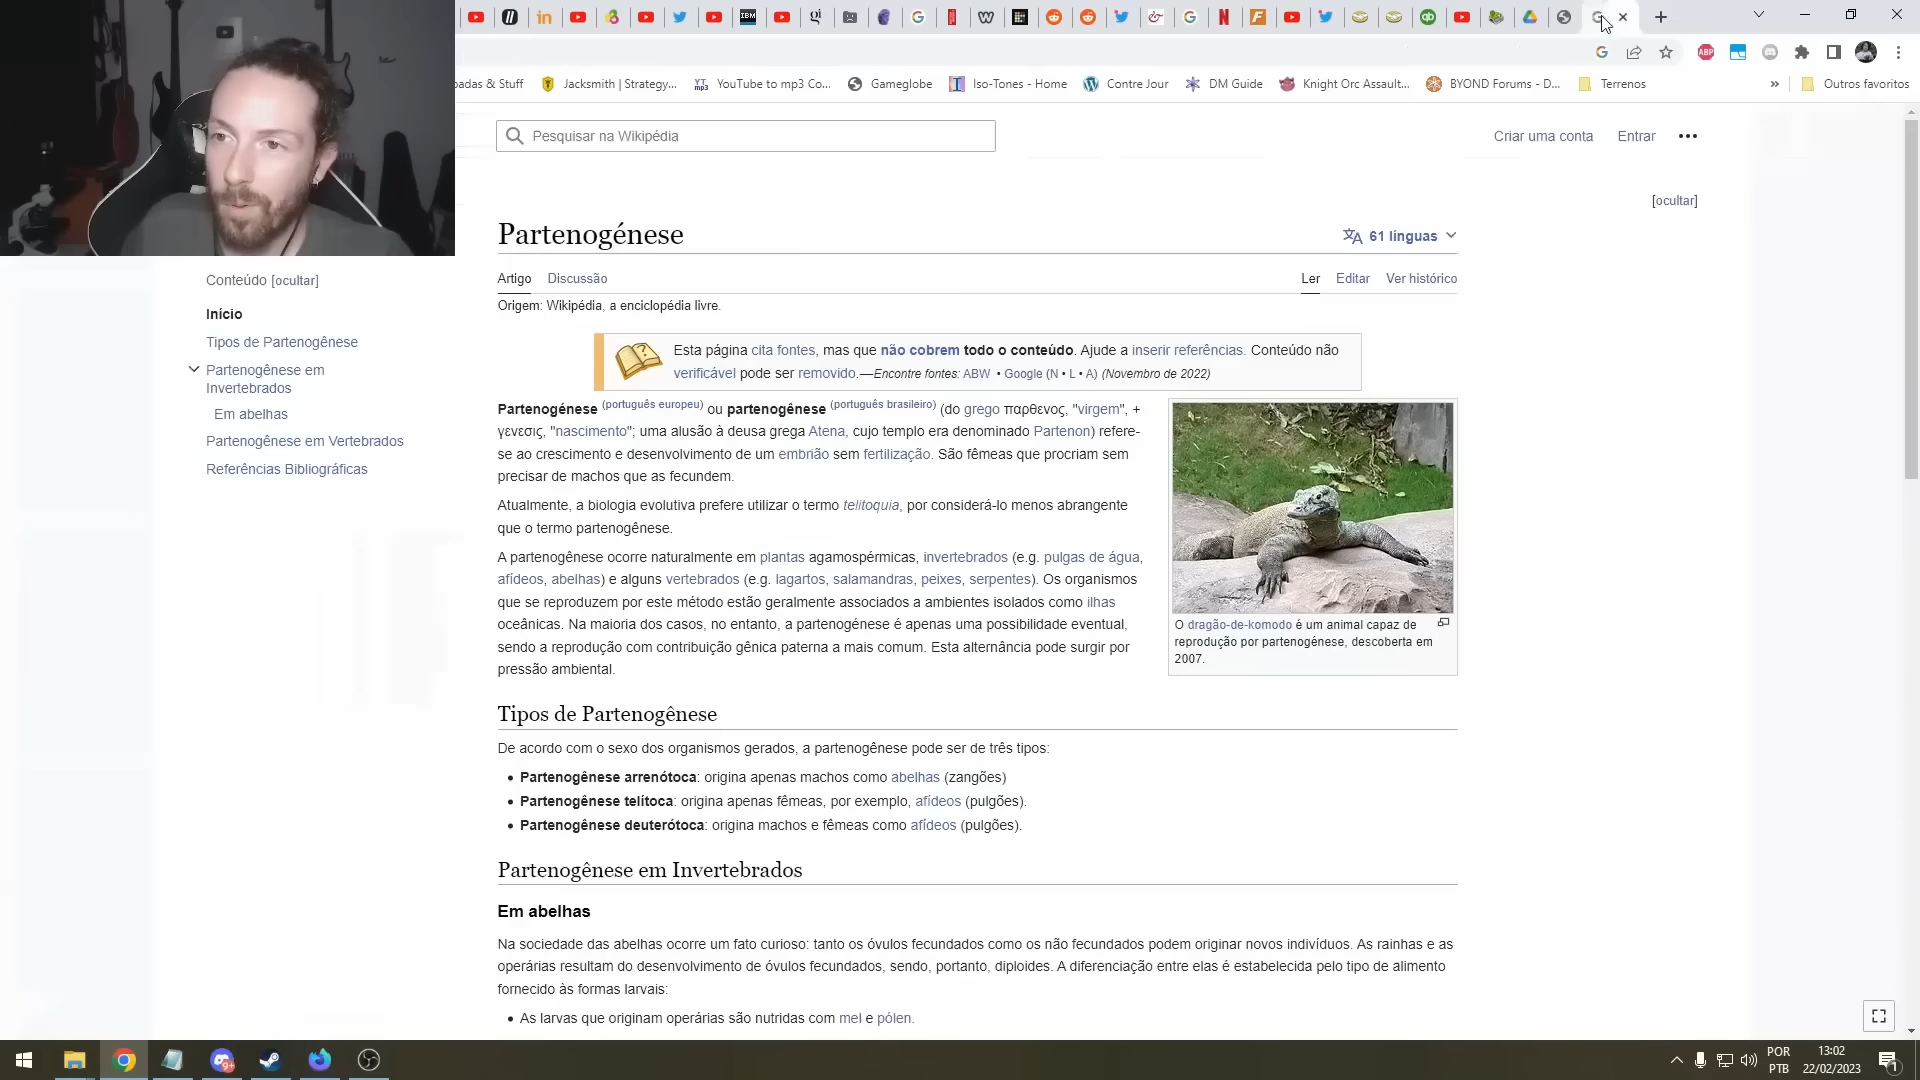 badas & Stuff
Jacksmith | Strategy...
YouTube to mp3 Co...
Gameglobe
Iso-Tones - Home
Contre Jour
DM Guide
Knight Orc Assault...
BYOND Forums - D...
Terrenos
»
Outros favoritos
Pesquisar na Wikipédia
Criar uma conta
Entrar
[ocultar]
Partenogénese
61 línguas
Artigo
Discussão
Ler
Editar
Ver histórico
Origem: Wikipédia, a enciclopédia livre.
Conteúdo [ocultar]
Início
Tipos de Partenogênese
Partenogênese em
Invertebrados
Em abelhas
Partenogênese em Vertebrados
Referências Bibliográficas
Esta página cita fontes, mas que não cobrem todo o conteúdo. Ajude a inserir referências. Conteúdo não
verificável pode ser removido.—Encontre fontes: ABW • Google (N • L • A) (Novembro de 2022)
Partenogénese (português europeu) ou partenogênese (português brasileiro) (do grego παρθενος, "virgem", +
γενεσις, "nascimento"; uma alusão à deusa grega Atena, cujo templo era denominado Partenon) refere-
se ao crescimento e desenvolvimento de um embrião sem fertilização. São fêmeas que procriam sem
precisar de machos que as fecundem.
Atualmente, a biologia evolutiva prefere utilizar o termo telitoquia, por considerá-lo menos abrangente
que o termo partenogênese.
A partenogênese ocorre naturalmente em plantas agamospérmicas, invertebrados (e.g. pulgas de água,
afídeos, abelhas) e alguns vertebrados (e.g. lagartos, salamandras, peixes, serpentes). Os organismos
que se reproduzem por este método estão geralmente associados a ambientes isolados como ilhas
oceânicas. Na maioria dos casos, no entanto, a partenogénese é apenas uma possibilidade eventual,
sendo a reprodução com contribuição gênica paterna a mais comum. Esta alternância pode surgir por
pressão ambiental.
O dragão-de-komodo é um animal capaz de
reprodução por partenogénese, descoberta em
2007.
Tipos de Partenogênese
De acordo com o sexo dos organismos gerados, a partenogênese pode ser de três tipos:
• Partenogênese arrenótoca: origina apenas machos como abelhas (zangões)
• Partenogênese telítoca: origina apenas fêmeas, por exemplo, afídeos (pulgões).
• Partenogênese deuterótoca: origina machos e fêmeas como afídeos (pulgões).
Partenogênese em Invertebrados
Em abelhas
Na sociedade das abelhas ocorre um fato curioso: tanto os óvulos fecundados como os não fecundados podem originar novos indivíduos. As rainhas e as
operárias resultam do desenvolvimento de óvulos fecundados, sendo, portanto, diploides. A diferenciação entre elas é estabelecida pelo tipo de alimento
fornecido às formas larvais:
• As larvas que originam operárias são nutridas com mel e pólen.
POR
PTB
13:02
22/02/2023